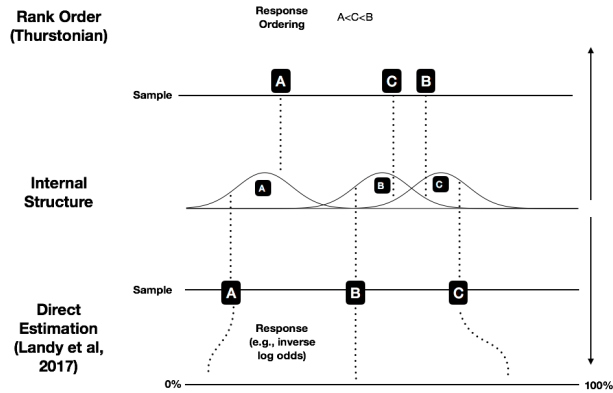 Rank Order
(Thurstonian)
Response
Ordering
A<C<B
A
C
B
Sample
Internal
Structure
A
B
C
Sample
A
B
C
Direct
Estimation
(Landy et al,
2017)
Response
(e.g., inverse
log odds)
0%
100%